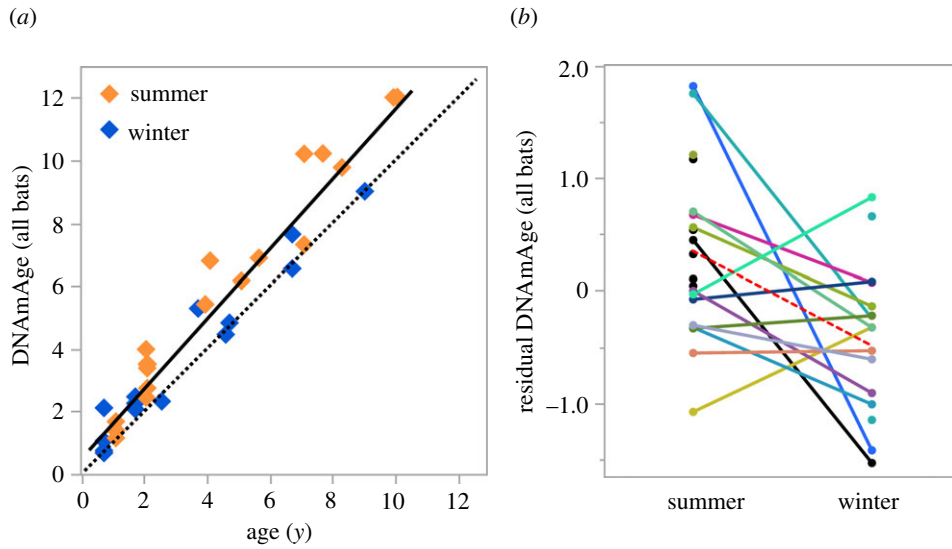 (a)
DNAmAge (all bats)
12
10
8
6
4
2
0
summer
winter
0 2 4 6 8 10 12
age (y)
(b)
residual DNAmAge (all bats)
2.0
1.0
0
–1.0
summer winter